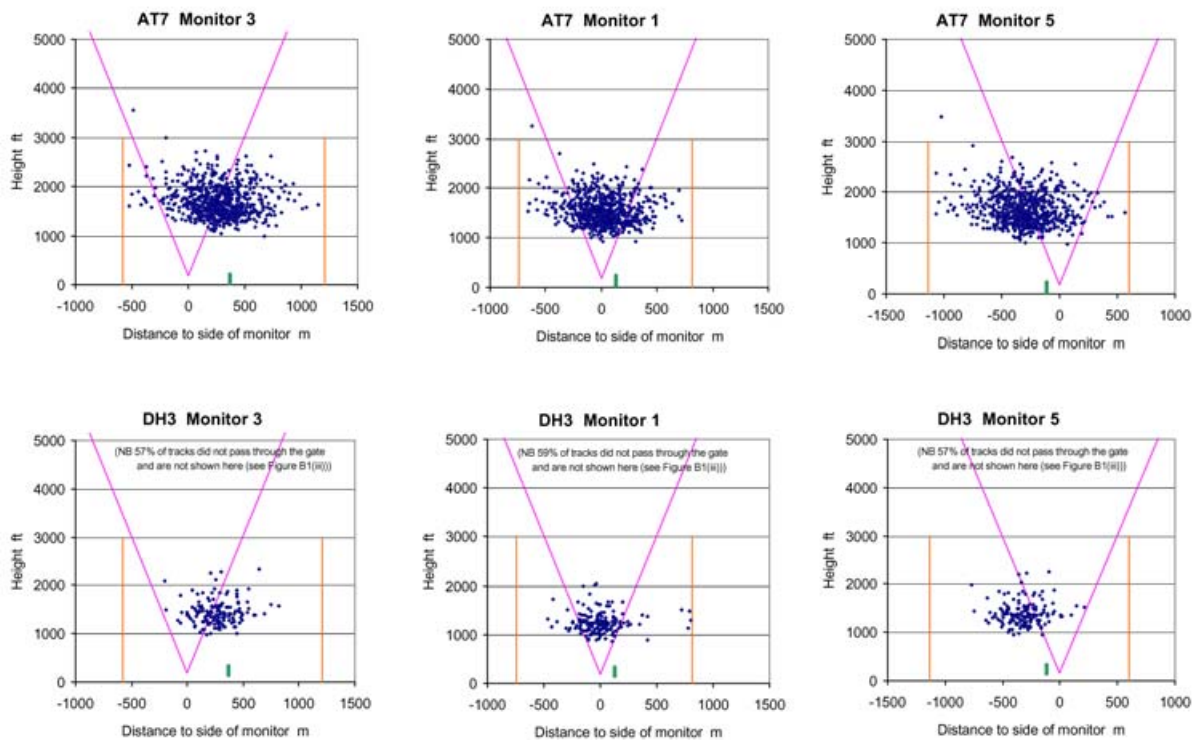 AT7 Monitor 3
5000
4000
3000
2000
1000
0
Height ft
-1000 -500 0 500 1000 1500
Distance to side of monitor m
AT7 Monitor 1
5000
4000
3000
2000
1000
0
Height ft
-1000 -500 0 500 1000 1500
Distance to side of monitor m
AT7 Monitor 5
5000
4000
3000
2000
1000
0
Height ft
-1500 -1000 -500 0 500 1000
Distance to side of monitor m
DH3 Monitor 3
(NB 57% of tracks did not pass through the gate
and are not shown here (see Figure B1(iii)))
5000
4000
3000
2000
1000
0
Height ft
-1000 -500 0 500 1000 1500
Distance to side of monitor m
DH3 Monitor 1
(NB 59% of tracks did not pass through the gate
and are not shown here (see Figure B1(iii)))
5000
4000
3000
2000
1000
0
Height ft
-1000 -500 0 500 1000 1500
Distance to side of monitor m
DH3 Monitor 5
(NB 57% of tracks did not pass through the gate
and are not shown here (see Figure B1(iii)))
5000
4000
3000
2000
1000
0
Height ft
-1500 -1000 -500 0 500 1000
Distance to side of monitor m